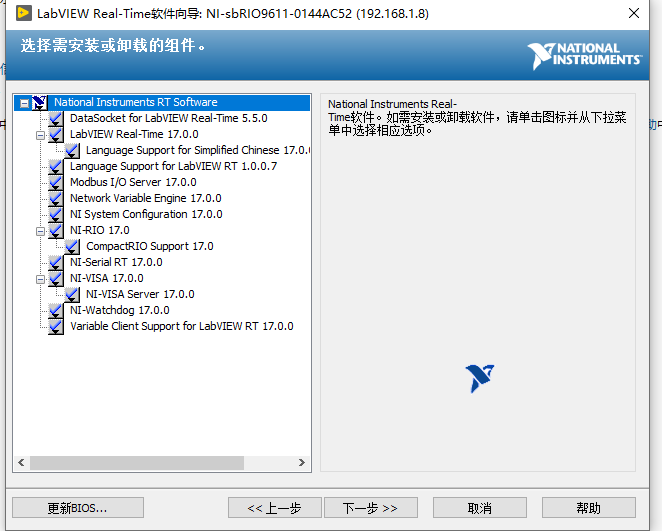 LabVIEW Real-Time软件向导: NI-sbRIO9611-0144AC52 (192.168.1.8)
选择需安装或卸载的组件。
NATIONAL
INSTRUMENTS
National Instruments RT Software
DataSocket for LabVIEW Real-Time 5.5.0
LabVIEW Real-Time 17.0.0
Language Support for Simplified Chinese 17.0.
Language Support for LabVIEW RT 1.0.0.7
Modbus I/O Server 17.0.0
Network Variable Engine 17.0.0
NI System Configuration 17.0.0
NI-RIO 17.0
CompactRIO Support 17.0
NI-Serial RT 17.0.0
NI-VISA 17.0.0
NI-VISA Server 17.0.0
NI-Watchdog 17.0.0
Variable Client Support for LabVIEW RT 17.0.0
National Instruments Real-
Time软件。如需安装或卸载软件，请单击图标并从下拉菜
单中选择相应选项。
更新BIOS...
<< 上一步
下一步 >>
取消
帮助